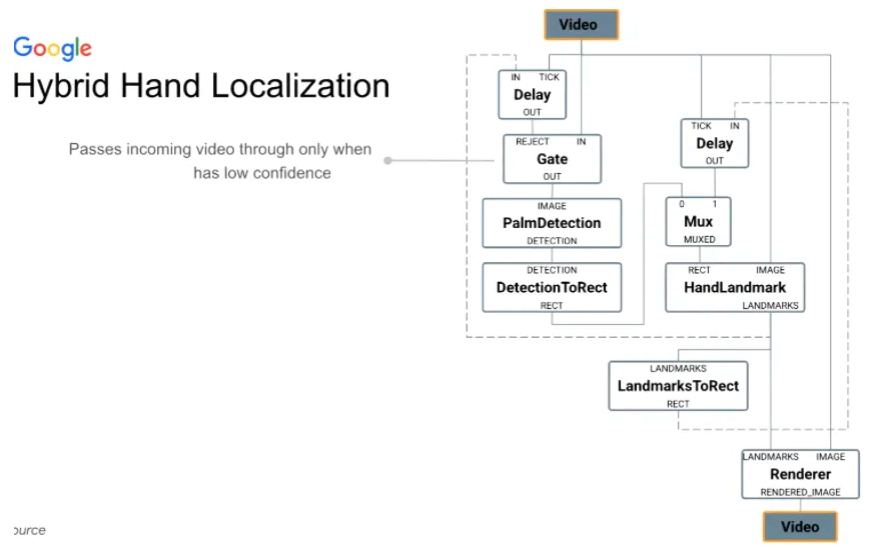 Video
Google
Hybrid Hand Localization
Passes incoming video through only when
has low confidence
IN TICK
Delay
OUT
REJECT IN
Gate
OUT
IMAGE
PalmDetection
DETECTION
DETECTION
DetectionToRect
RECT
TICK IN
Delay
OUT
0 1
Mux
MUXED
RECT IMAGE
HandLandmark
LANDMARKS
LANDMARKS
LandmarksToRect
RECT
LANDMARKS IMAGE
Renderer
RENDERED_IMAGE
Video
ource